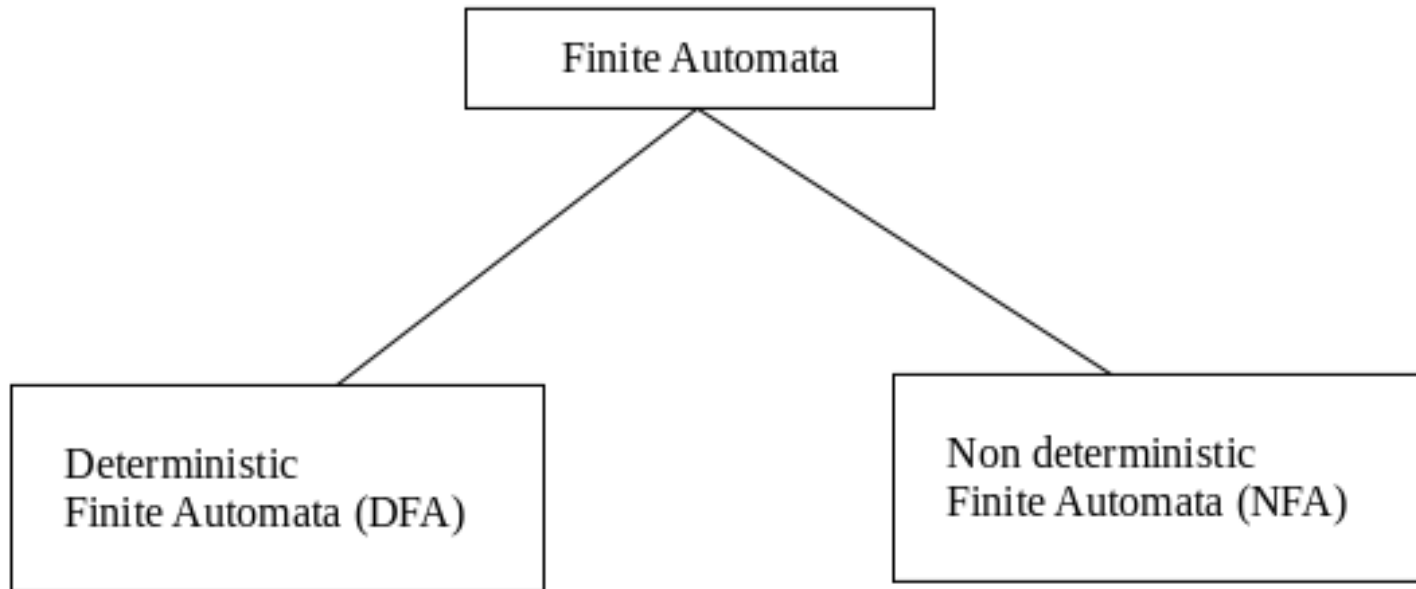 Finite Automata
Deterministic
Finite Automata (DFA)
Non deterministic
Finite Automata (NFA)